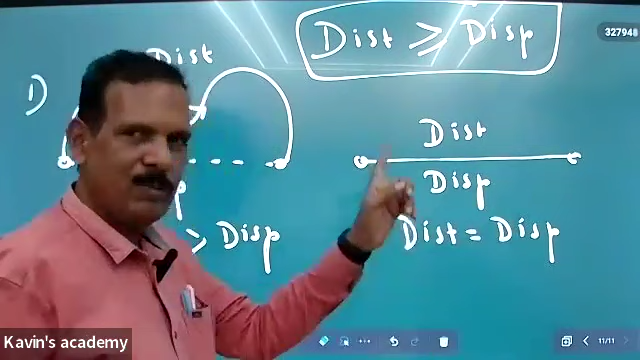 327948
Dist ⩾ Disp
Dist
1)
Dist
Disp
> Disp
Dist = Disp
Kavin's academy
11/11